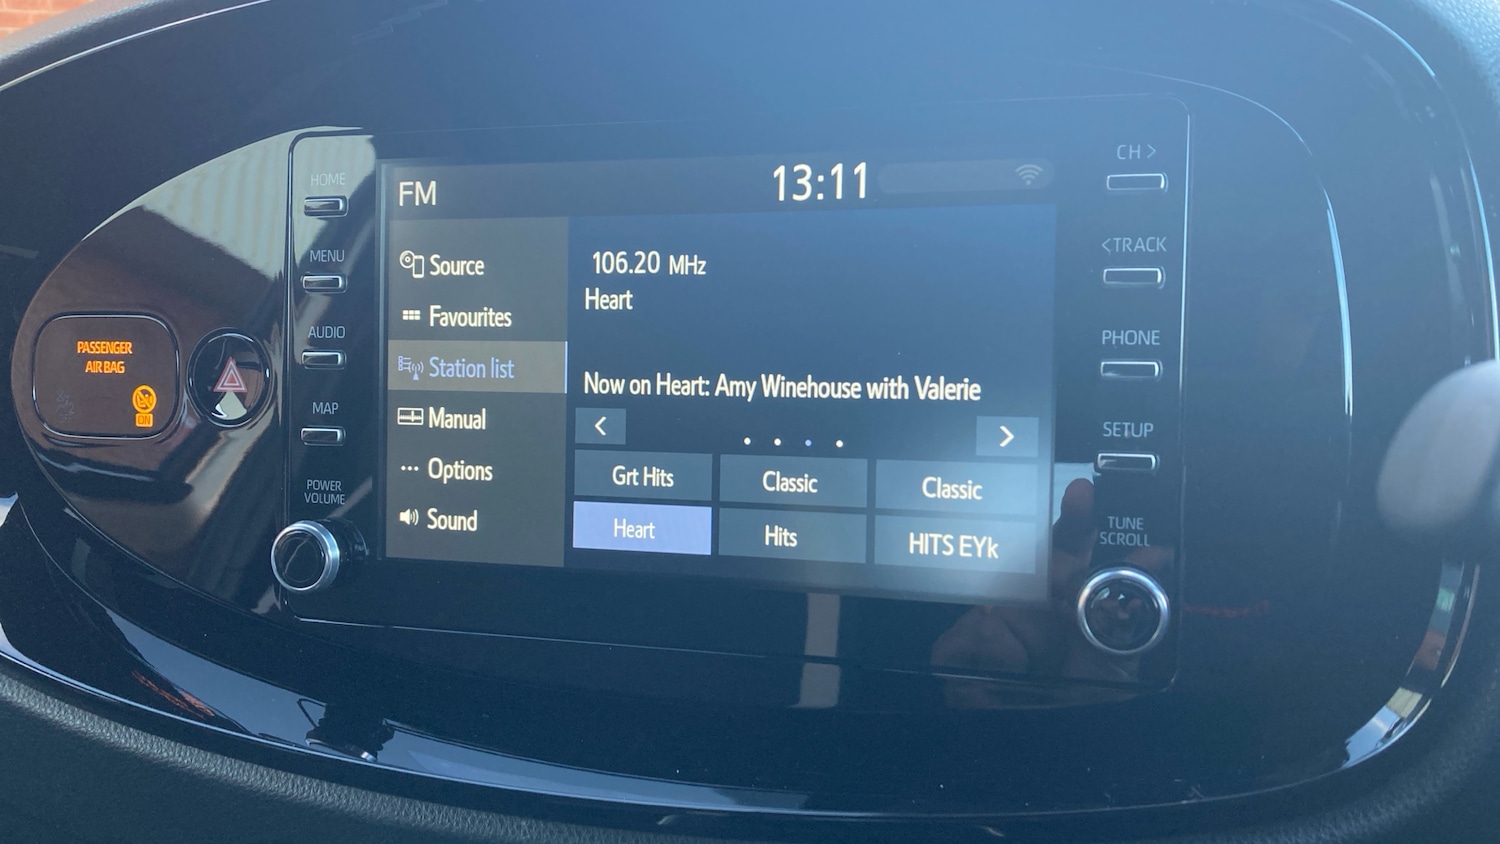 FM
13:11
HOME
MENU
AUDIO
MAP
POWER
VOLUME
PASSENGER
AIR BAG
ON
Source
Favourites
Station list
Manual
Options
Sound
106.20 MHz
Heart
Now on Heart: Amy Winehouse with Valerie
<
>
Grt Hits
Classic
Classic
Heart
Hits
HITS EYk
CH >
< TRACK
PHONE
SETUP
TUNE
SCROLL